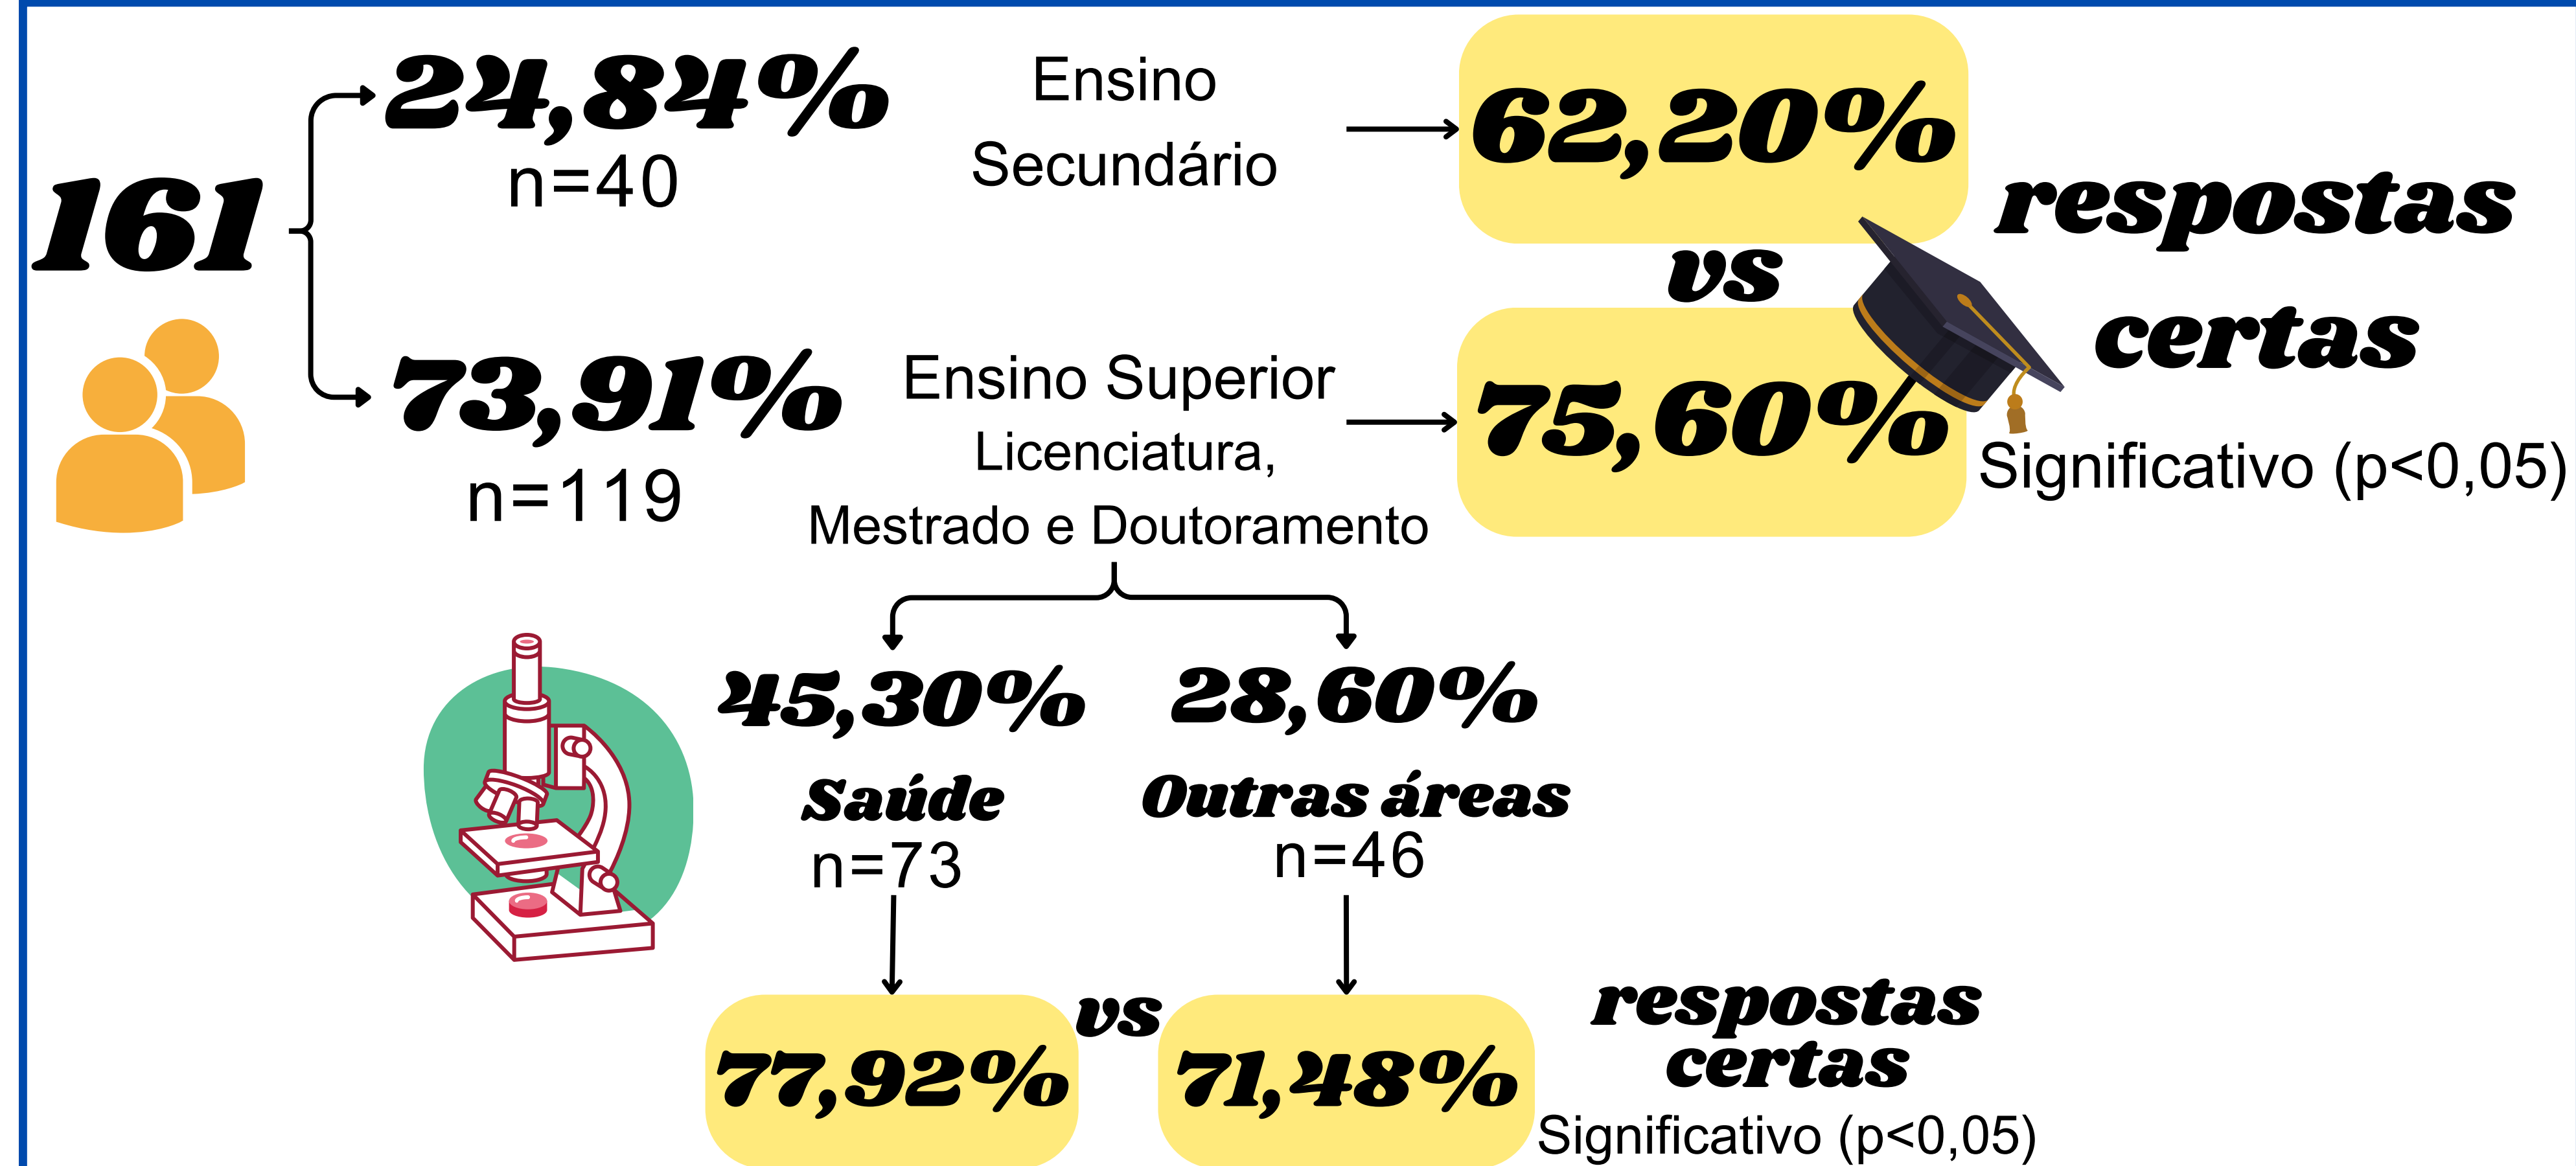 161
24,84%
n=40
Ensino
Secundário
62,20%
vs
73,91%
n=119
Ensino Superior
Licenciatura,
Mestrado e Doutoramento
75,60%
respostas
certas
Significativo (p<0,05)
45,30%
Saúde
n=73
28,60%
Outras áreas
n=46
77,92%
vs
71,48%
respostas
certas
Significativo (p<0,05)